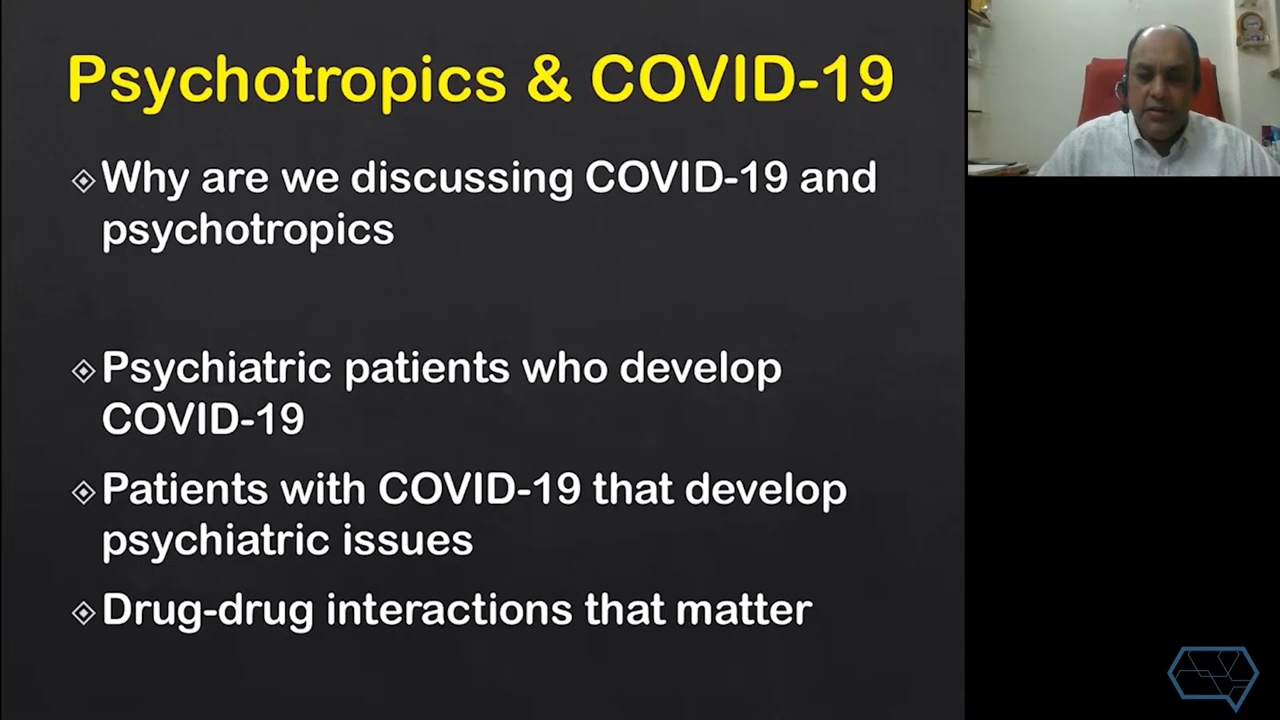 Psychotropics & COVID-19
Why are we discussing COVID-19 and
psychotropics
Psychiatric patients who develop
COVID-19
Patients with COVID-19 that develop
psychiatric issues
Drug-drug interactions that matter